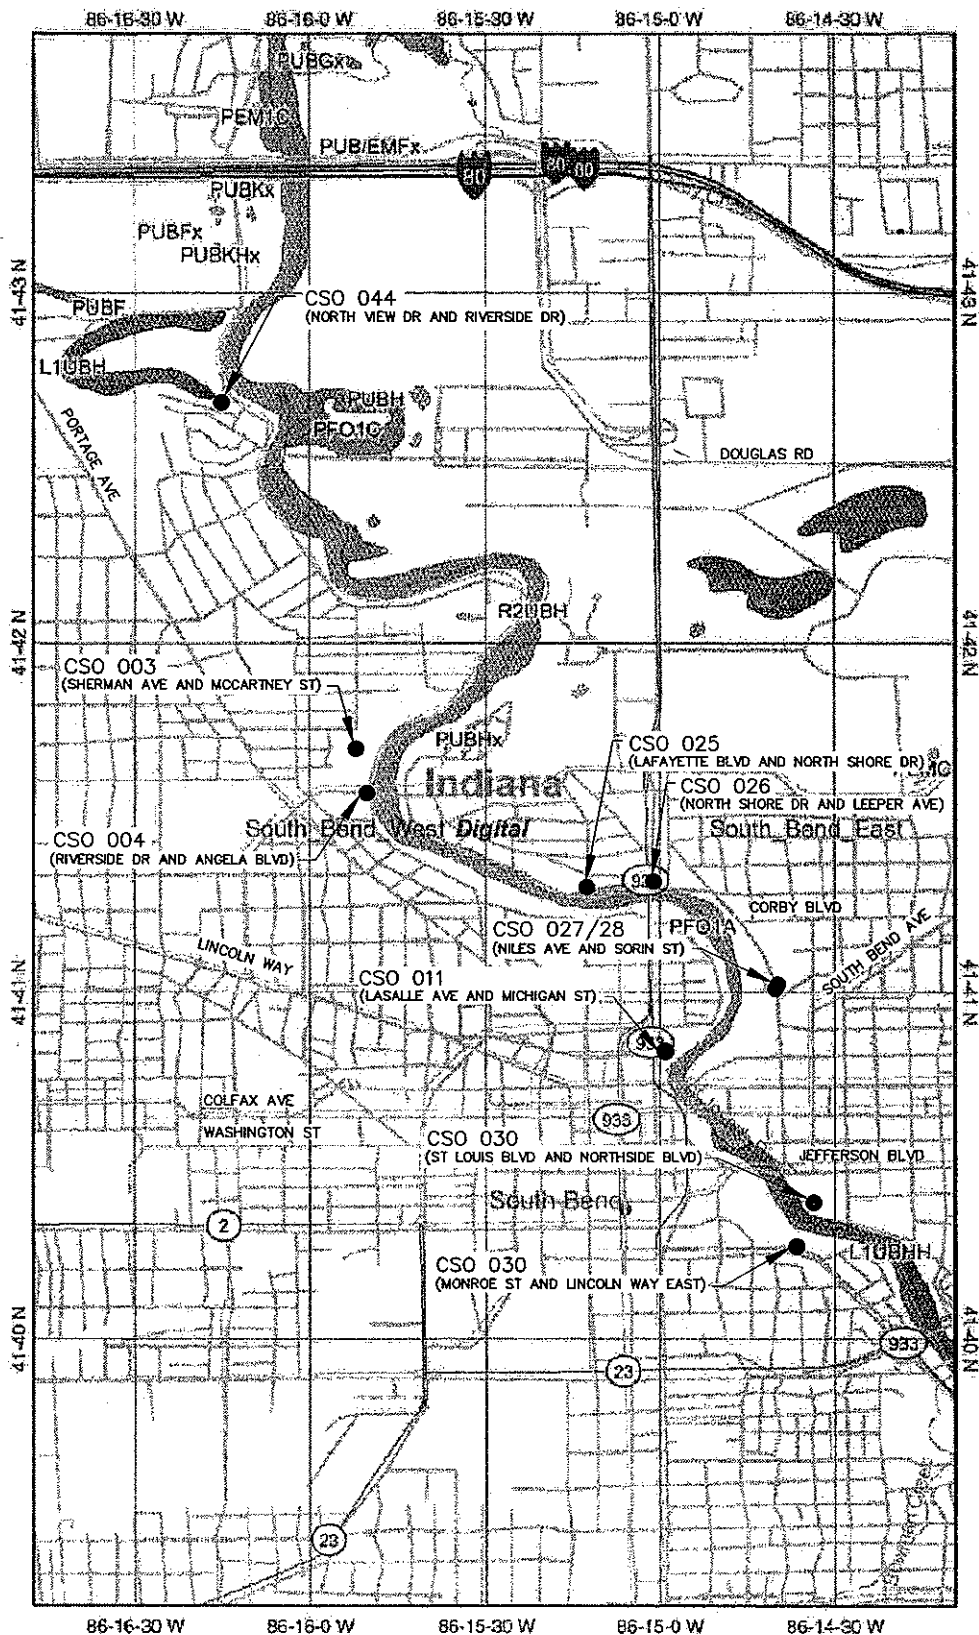 86-16-30 W 86-16-0 W 86-15-30 W 86-15-0 W 86-14-30 W
PUBGx
PEM1C
PUB/EMFx
80 90 80
PUBKx
PUBFx
PUBKHx
41-43 N
41-43 N
PUBF
CSO 044
(NORTH VIEW DR AND RIVERSIDE DR)
L1UBH
PUBH
PFO1C
PORTAGE AVE
DOUGLAS RD
R2UBH
41-42 N
41-42 N
CSO 003
(SHERMAN AVE AND MCCARTNEY ST)
PUBHx
CSO 025
(LAFAYETTE BLVD AND NORTH SHORE DR)
Indiana
CSO 026
(NORTH SHORE DR AND LEEPER AVE)
South Bend West Digital
South Bend East
CSO 004
(RIVERSIDE DR AND ANGELA BLVD)
CORBY BLVD
PFO1A
CSO 027/28
(NILES AVE AND SORIN ST)
SOUTH BEND AVE
LINCOLN WAY
CSO 011
(LASALLE AVE AND MICHIGAN ST)
41-41 N
41-41 N
COLFAX AVE
WASHINGTON ST
933
CSO 030
(ST LOUIS BLVD AND NORTHSIDE BLVD)
JEFFERSON BLVD
South Bend
2
L1UBHH
CSO 030
(MONROE ST AND LINCOLN WAY EAST)
41-40 N
41-40 N
933
23
23
86-16-30 W 86-16-0 W 86-15-30 W 86-15-0 W 86-14-30 W